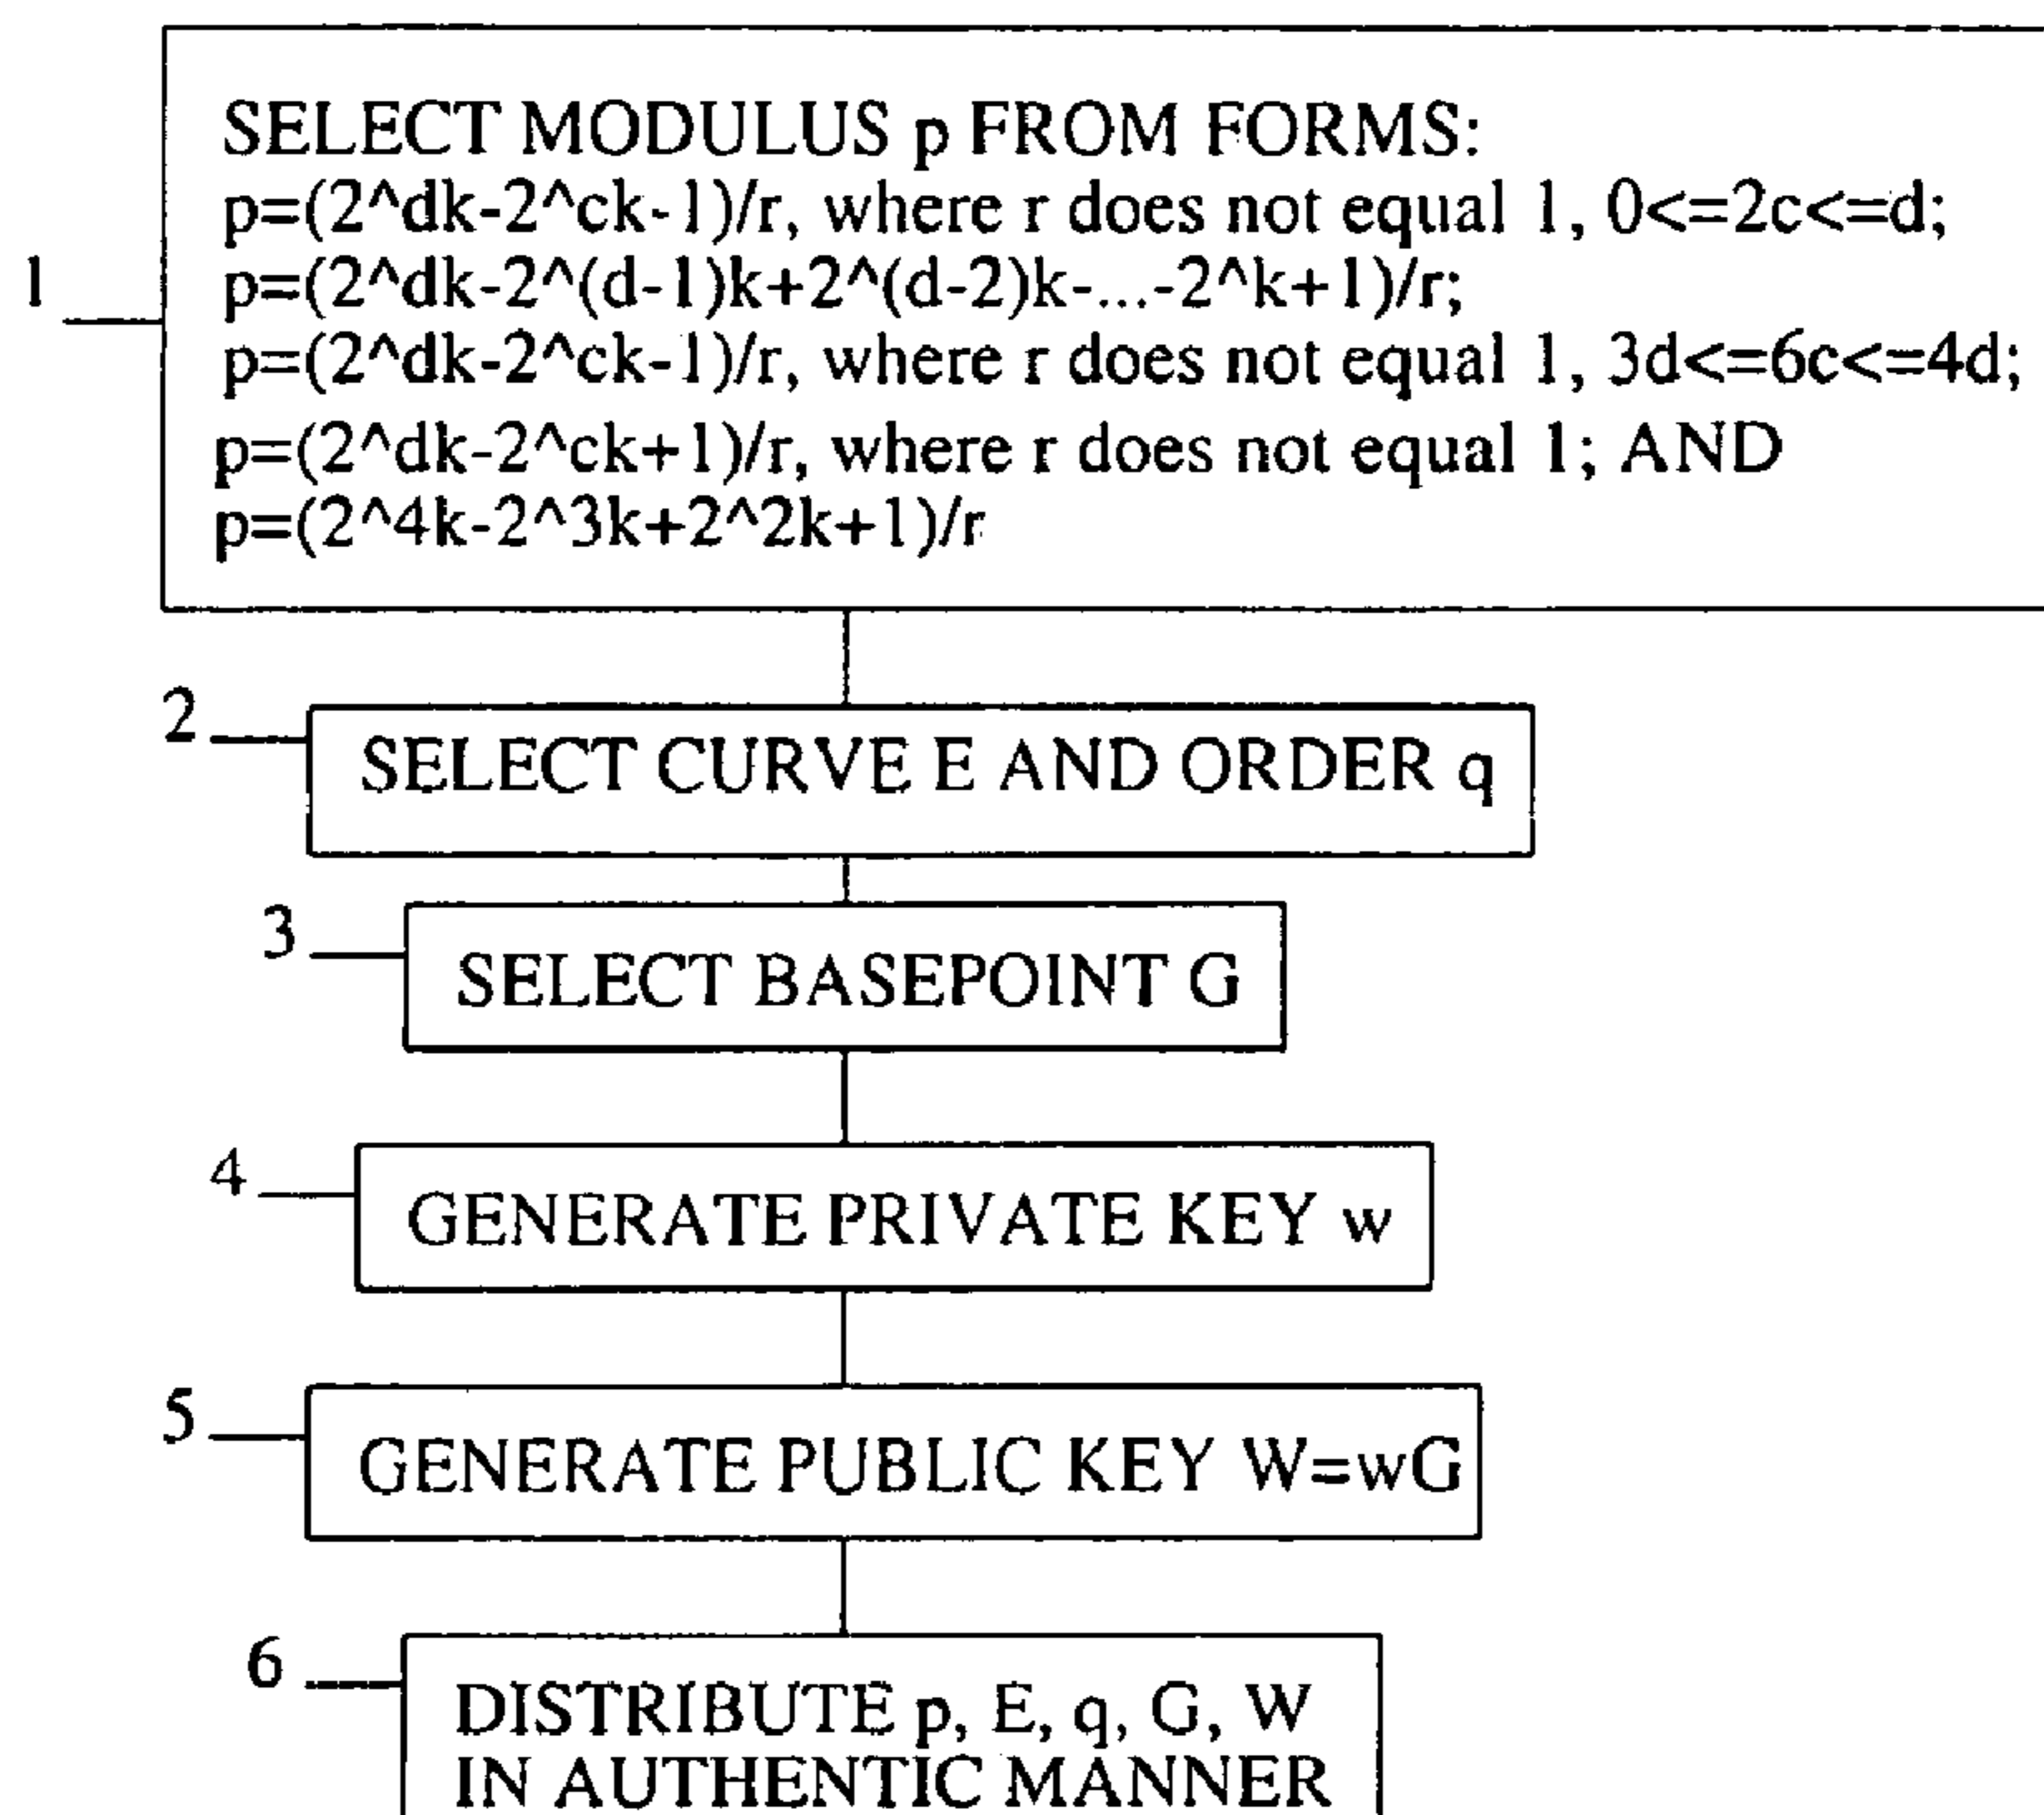 SELECT MODULUS p FROM FORMS:
p=(2^dk-2^ck-1)/r, where r does not equal 1, 0<=2c<=d;
1
p=(2^dk-2^(d-1)k+2^(d-2)k-...-2^k+1)/r;
p=(2^dk-2^ck-1)/r, where r does not equal 1, 3d<=6c<=4d;
p=(2^dk-2^ck+1)/r, where r does not equal 1; AND
p=(2^4k-2^3k+2^2k+1)/r
2
SELECT CURVE E AND ORDER q
3
SELECT BASEPOINT G
4
GENERATE PRIVATE KEY w
5
GENERATE PUBLIC KEY W=wG
6
DISTRIBUTE p, E, q, G, W
IN AUTHENTIC MANNER